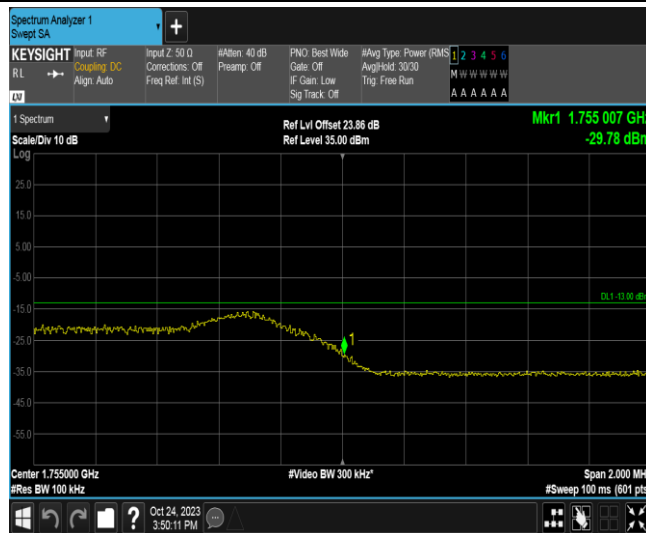 Spectrum Analyzer 1
Swept SA
KEYSIGHT
RL
Input: RF
Coupling: DC
Align: Auto
Input Z: 50 Ω
Corrections: Off
Freq Ref: Int (S)
#Atten: 40 dB
Preamp: Off
PNO: Best Wide
Gate: Off
IF Gain: Low
Sig Track: Off
#Avg Type: Power (RMS
Avg|Hold: 30/30
Trig: Free Run
1 2 3 4 5 6
M W W W W W
A A A A A A
LXI
1 Spectrum
Scale/Div 10 dB
Log
Ref Lvl Offset 23.86 dB
Ref Level 35.00 dBm
Mkr1 1.755 007 GHz
-29.78 dBm
25.0
15.0
5.00
-5.00
DL1 -13.00 dBm
-15.0
1
-25.0
-35.0
-45.0
-55.0
Center 1.755000 GHz
#Res BW 100 kHz
#Video BW 300 kHz*
Span 2.000 MH
#Sweep 100 ms (601 pts
Oct 24, 2023
3:50:11 PM